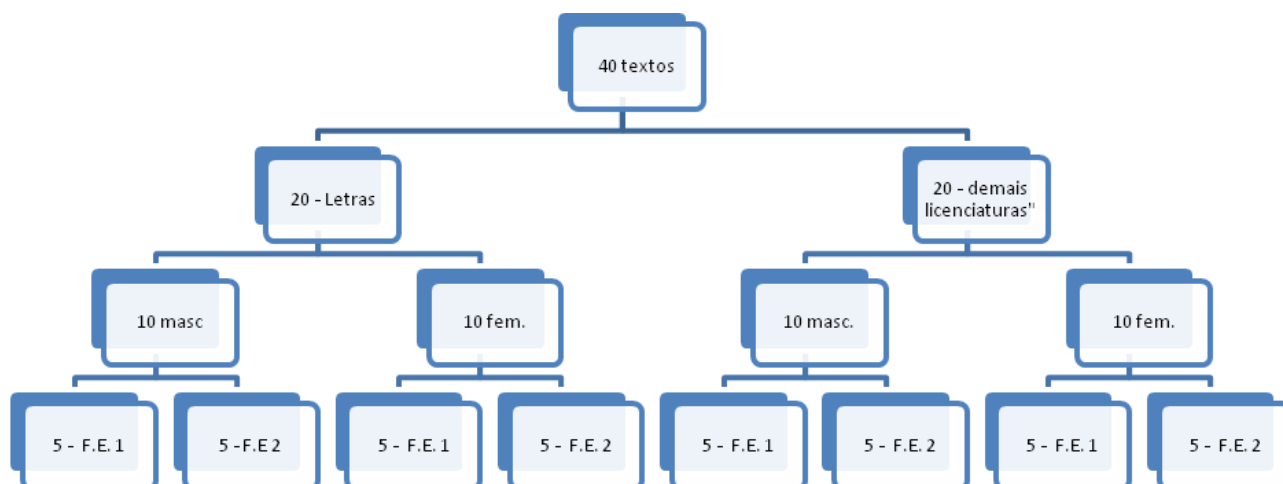 40 textos
20 - Letras
20 - demais
licenciaturas"
10 masc
10 fem.
10 masc.
10 fem.
5 - F.E. 1
5 -F.E 2
5 - F.E. 1
5 - F.E. 2
5 - F.E. 1
5 - F.E. 2
5 - F.E. 1
5 - F.E. 2